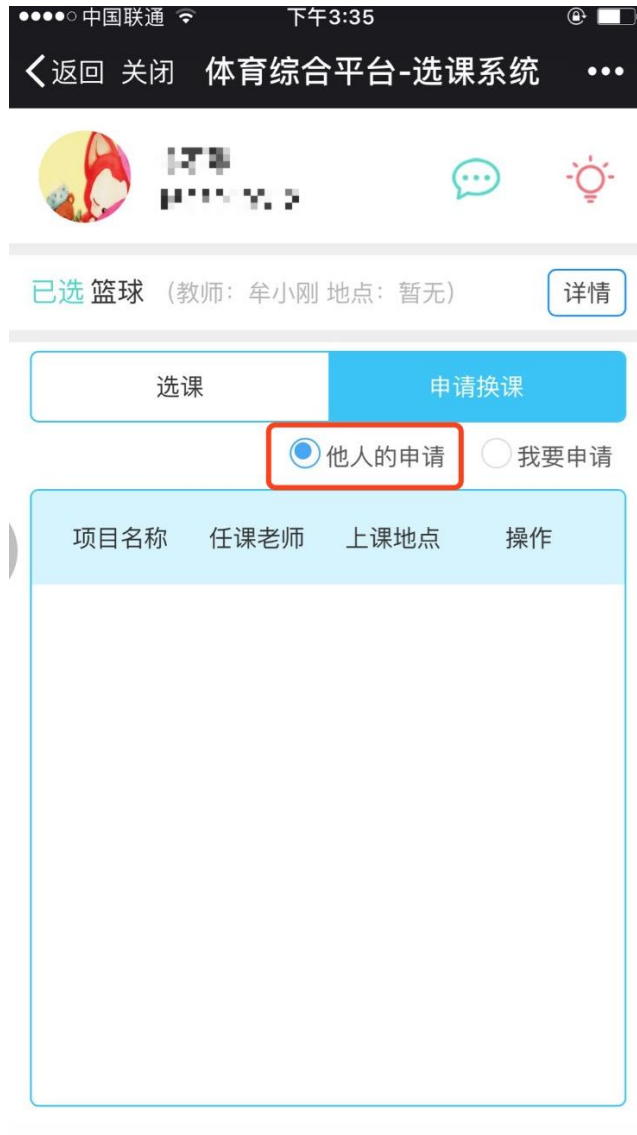 中国联通 下午3:35
返回 关闭 体育综合平台-选课系统
已选 篮球 (教师：牟小刚 地点：暂无) 详情
选课 申请换课
他人的申请 我要申请
项目名称 任课老师 上课地点 操作